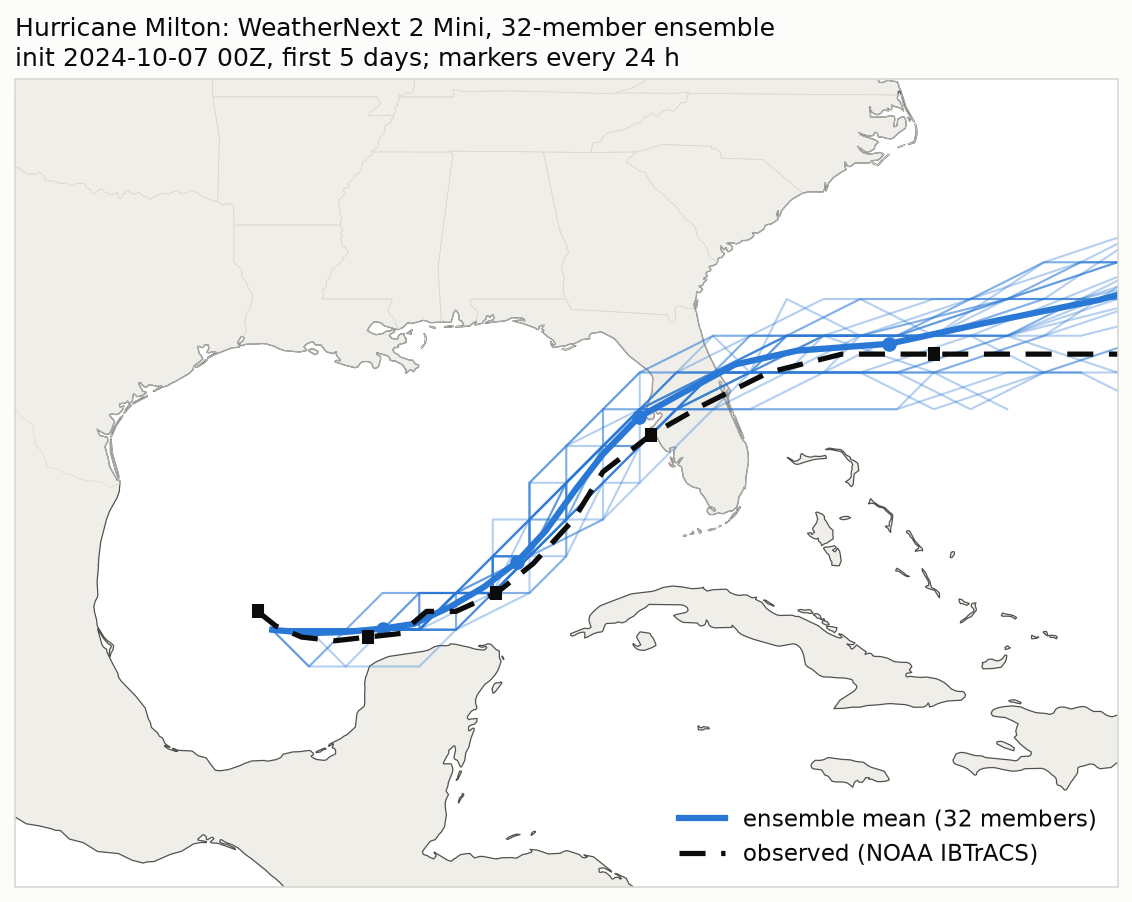 Hurricane Milton: WeatherNext 2 Mini, 32-member ensemble
init 2024-10-07 00Z, first 5 days; markers every 24 h
ensemble mean (32 members)
observed (NOAA IBTrACS)